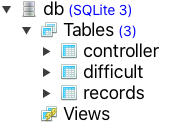 db (SQLite 3)
Tables (3)
controller
difficult
records
Views